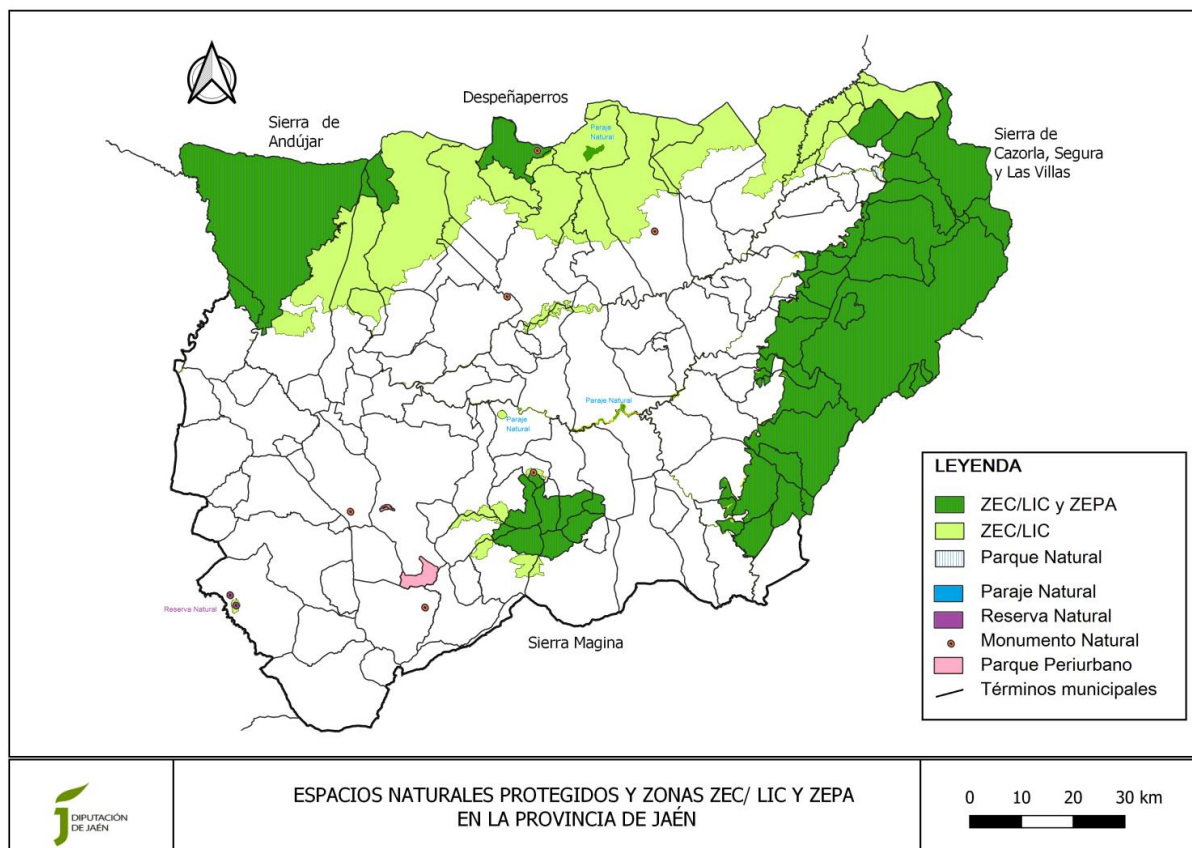 Despeñaperros
Sierra de
Andújar
Paraje
Natural
Sierra de
Cazorla, Segura
y Las Villas
Paraje Natural
Paraje
Natural
Reserva Natural
Sierra Magina
LEYENDA
ZEC/LIC y ZEPA
ZEC/LIC
Parque Natural
Paraje Natural
Reserva Natural
Monumento Natural
Parque Periurbano
Términos municipales
DIPUTACIÓN
DE JAÉN
ESPACIOS NATURALES PROTEGIDOS Y ZONAS ZEC/ LIC Y ZEPA
EN LA PROVINCIA DE JAÉN
0 10 20 30 km